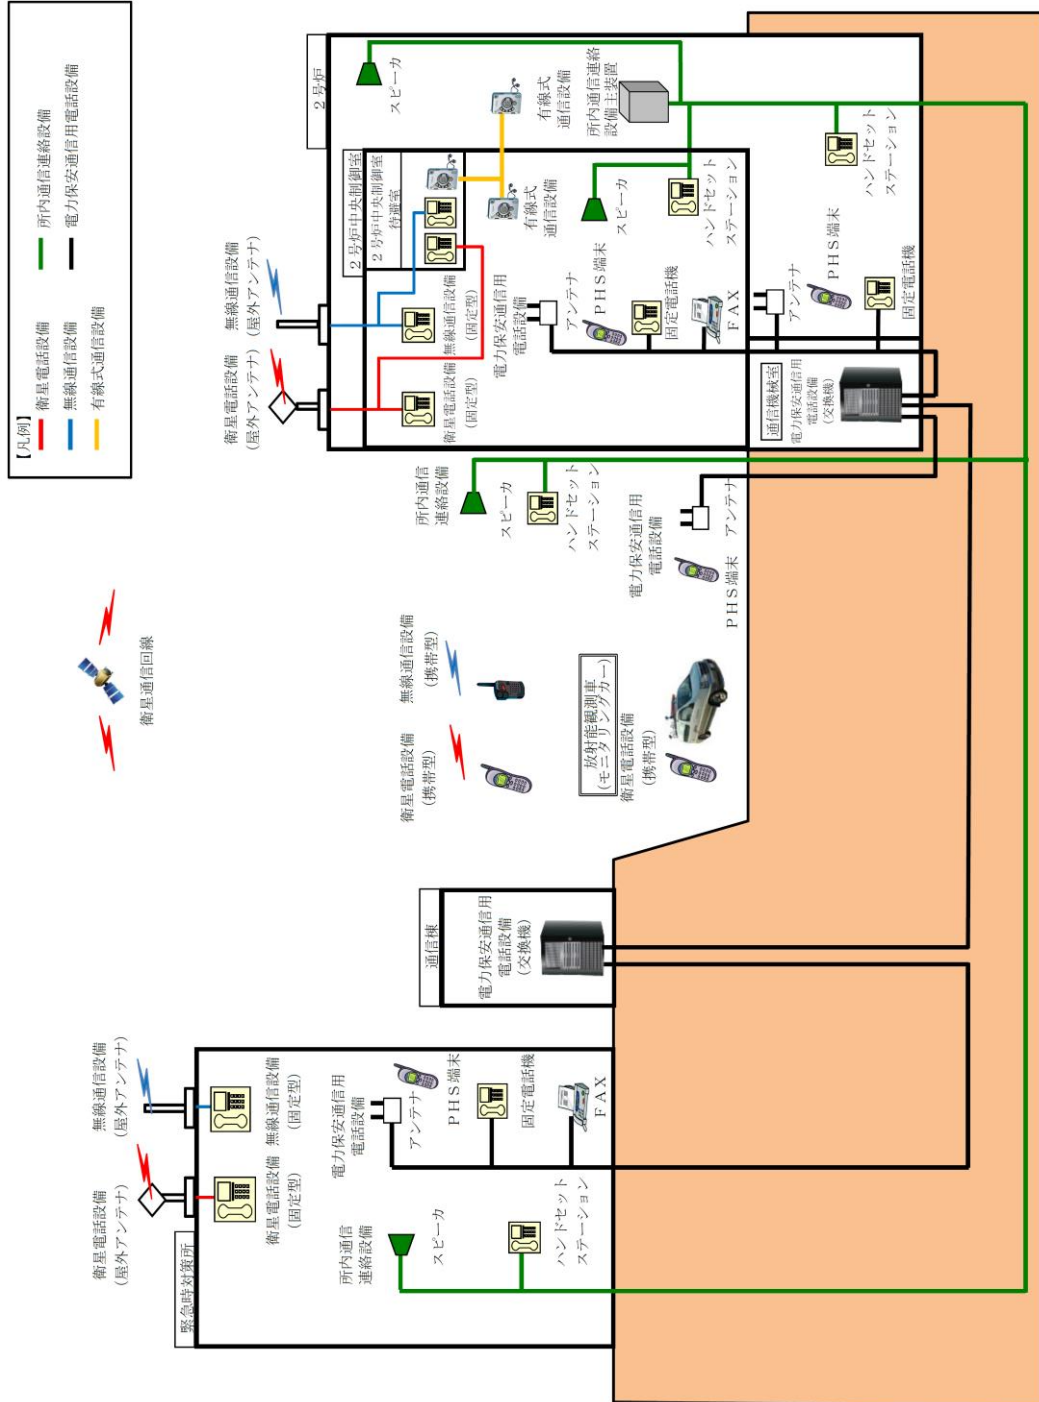 【凡例】
衛星電話設備
無線通信設備
有線式通信設備
所内通信連絡設備
電力保安通信用電話設備
衛星通信回線
緊急時対策所
衛星電話設備
(屋外アンテナ)
無線通信設備
(屋外アンテナ)
衛星電話設備
(固定型)
無線通信設備
(固定型)
所内通信
連絡設備
スピーカ
ハンドセット
ステーション
電力保安通信用
電話設備
アンテナ
PHS端末
固定電話機
FAX
通信棟
電力保安通信用
電話設備
(交換機)
衛星電話設備
(携帯型)
無線通信設備
(携帯型)
放射能観測車
(モニタリングカー)
衛星電話設備
(携帯型)
所内通信
連絡設備
スピーカ
ハンドセット
ステーション
電力保安通信用
電話設備
アンテナ
PHS端末
衛星電話設備
(屋外アンテナ)
無線通信設備
(屋外アンテナ)
2号炉
2号炉中央制御室
2号炉中央制御室
待避室
衛星電話設備
(固定型)
無線通信設備
(固定型)
電力保安通信用
電話設備
アンテナ
PHS端末
固定電話機
FAX
有線式
通信設備
スピーカ
ハンドセット
ステーション
スピーカ
有線式
通信設備
所内通信連絡
設備主装置
ハンドセット
ステーション
通信機械室
電力保安通信用
電話設備
(交換機)
アンテナ
PHS端末
固定電話機